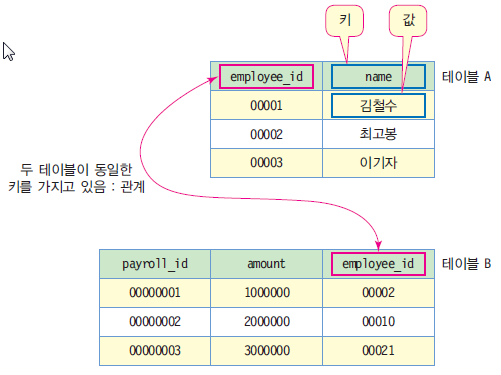 키 값
employee_id name 테이블 A
00001 김철수
00002 최고봉
00003 이기자
두 테이블이 동일한
키를 가지고 있음 : 관계
payroll_id amount employee_id 테이블 B
00000001 1000000 00002
00000002 2000000 00010
00000003 3000000 00021